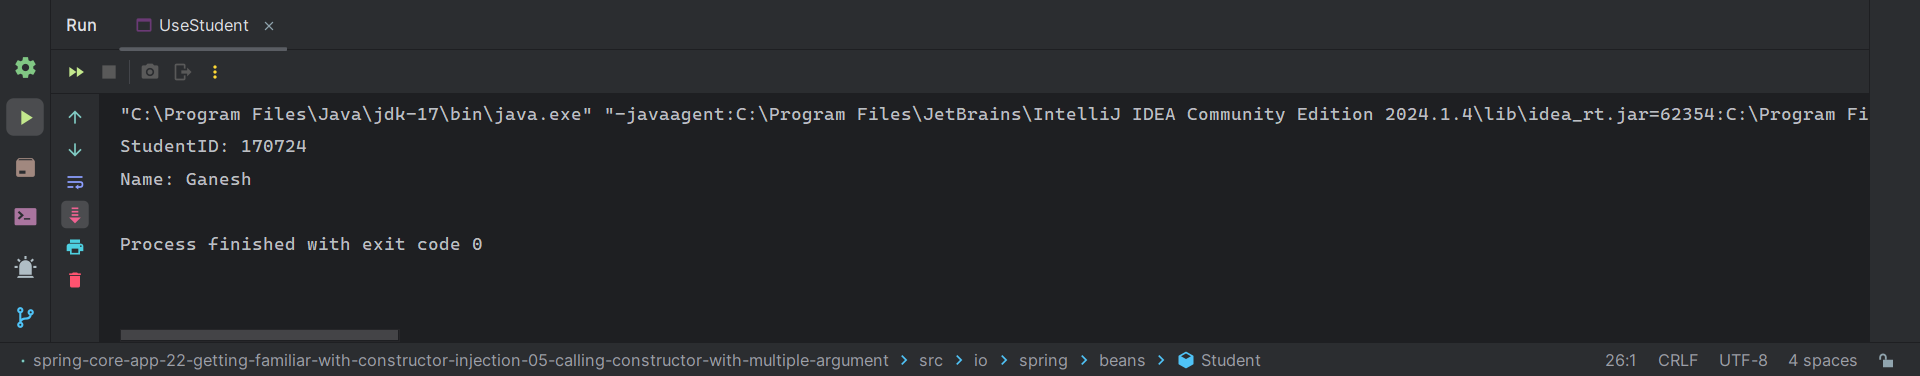 Run UseStudent
"C:\Program Files\Java\jdk-17\bin\java.exe" "-javaagent:C:\Program Files\JetBrains\IntelliJ IDEA Community Edition 2024.1.4\lib\idea_rt.jar=62354:C:\Program Fi
StudentID: 170724
Name: Ganesh
Process finished with exit code 0
spring-core-app-22-getting-familiar-with-constructor-injection-05-calling-constructor-with-multiple-argument > src > io > spring > beans > Student 26:1 CRLF UTF-8 4 spaces